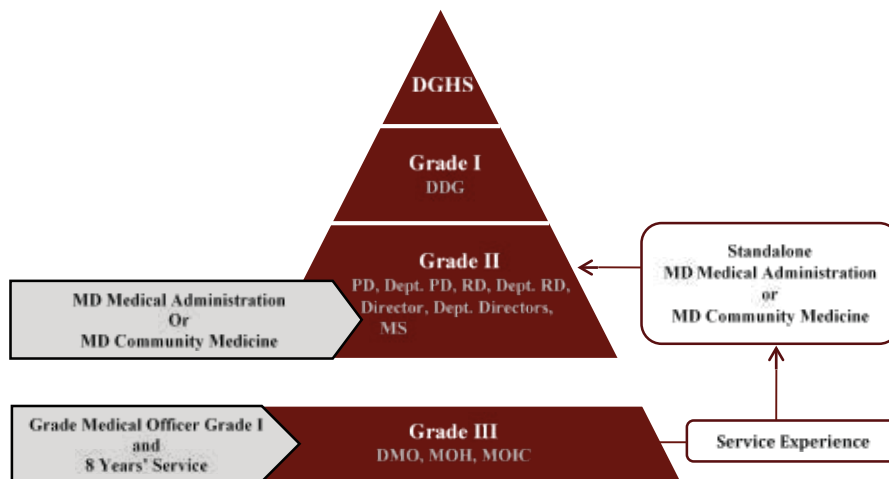 DGHS
Grade I
DDG
Grade II
PD, Dept. PD, RD, Dept. RD,
Director, Dept. Directors,
MS
MD Medical Administration
Or
MD Community Medicine
Standalone
MD Medical Administration
or
MD Community Medicine
Grade Medical Officer Grade I
and
8 Years’ Service
Grade III
DMO, MOH, MOIC
Service Experience